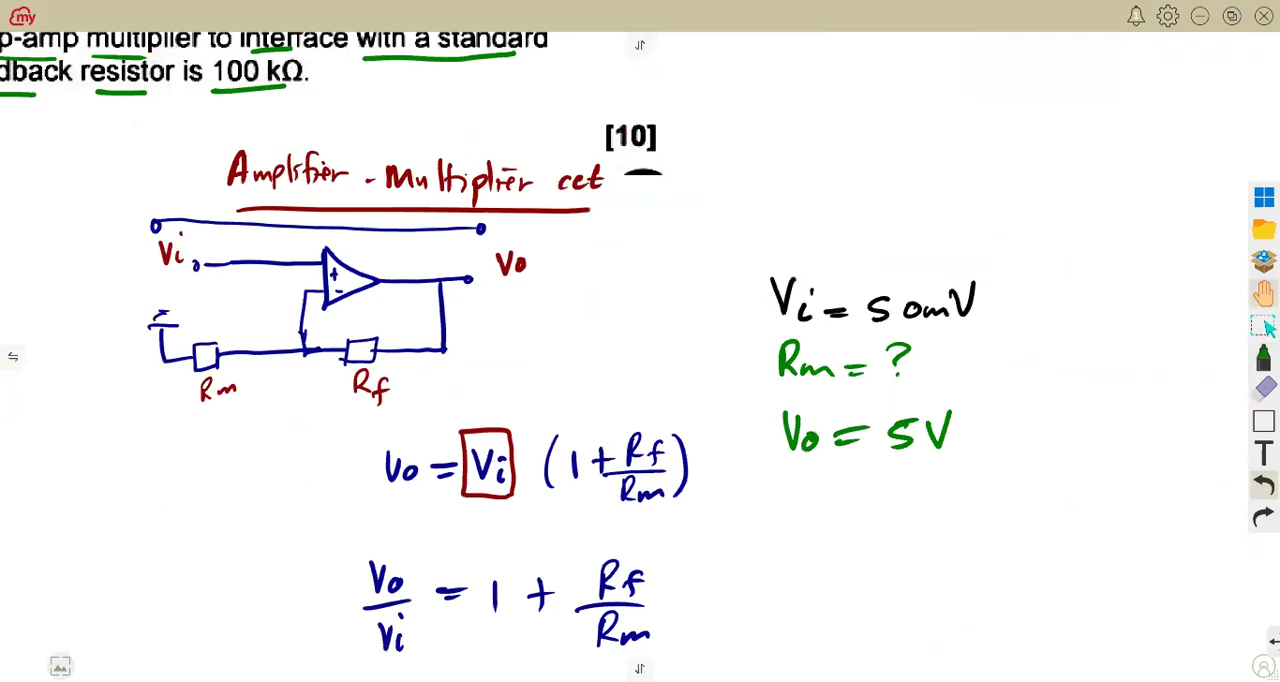 my
p-amp multiplier to interface with a standard
dback resistor is 100 kΩ.
[10]
Amplifier - Multiplier cct
Vi
Vo
Rm
Rf
Vi = 50mV
Rm = ?
Vo = 5V
Vo = Vi (1 + Rf/Rm)
Vo/Vi = 1 + Rf/Rm
T